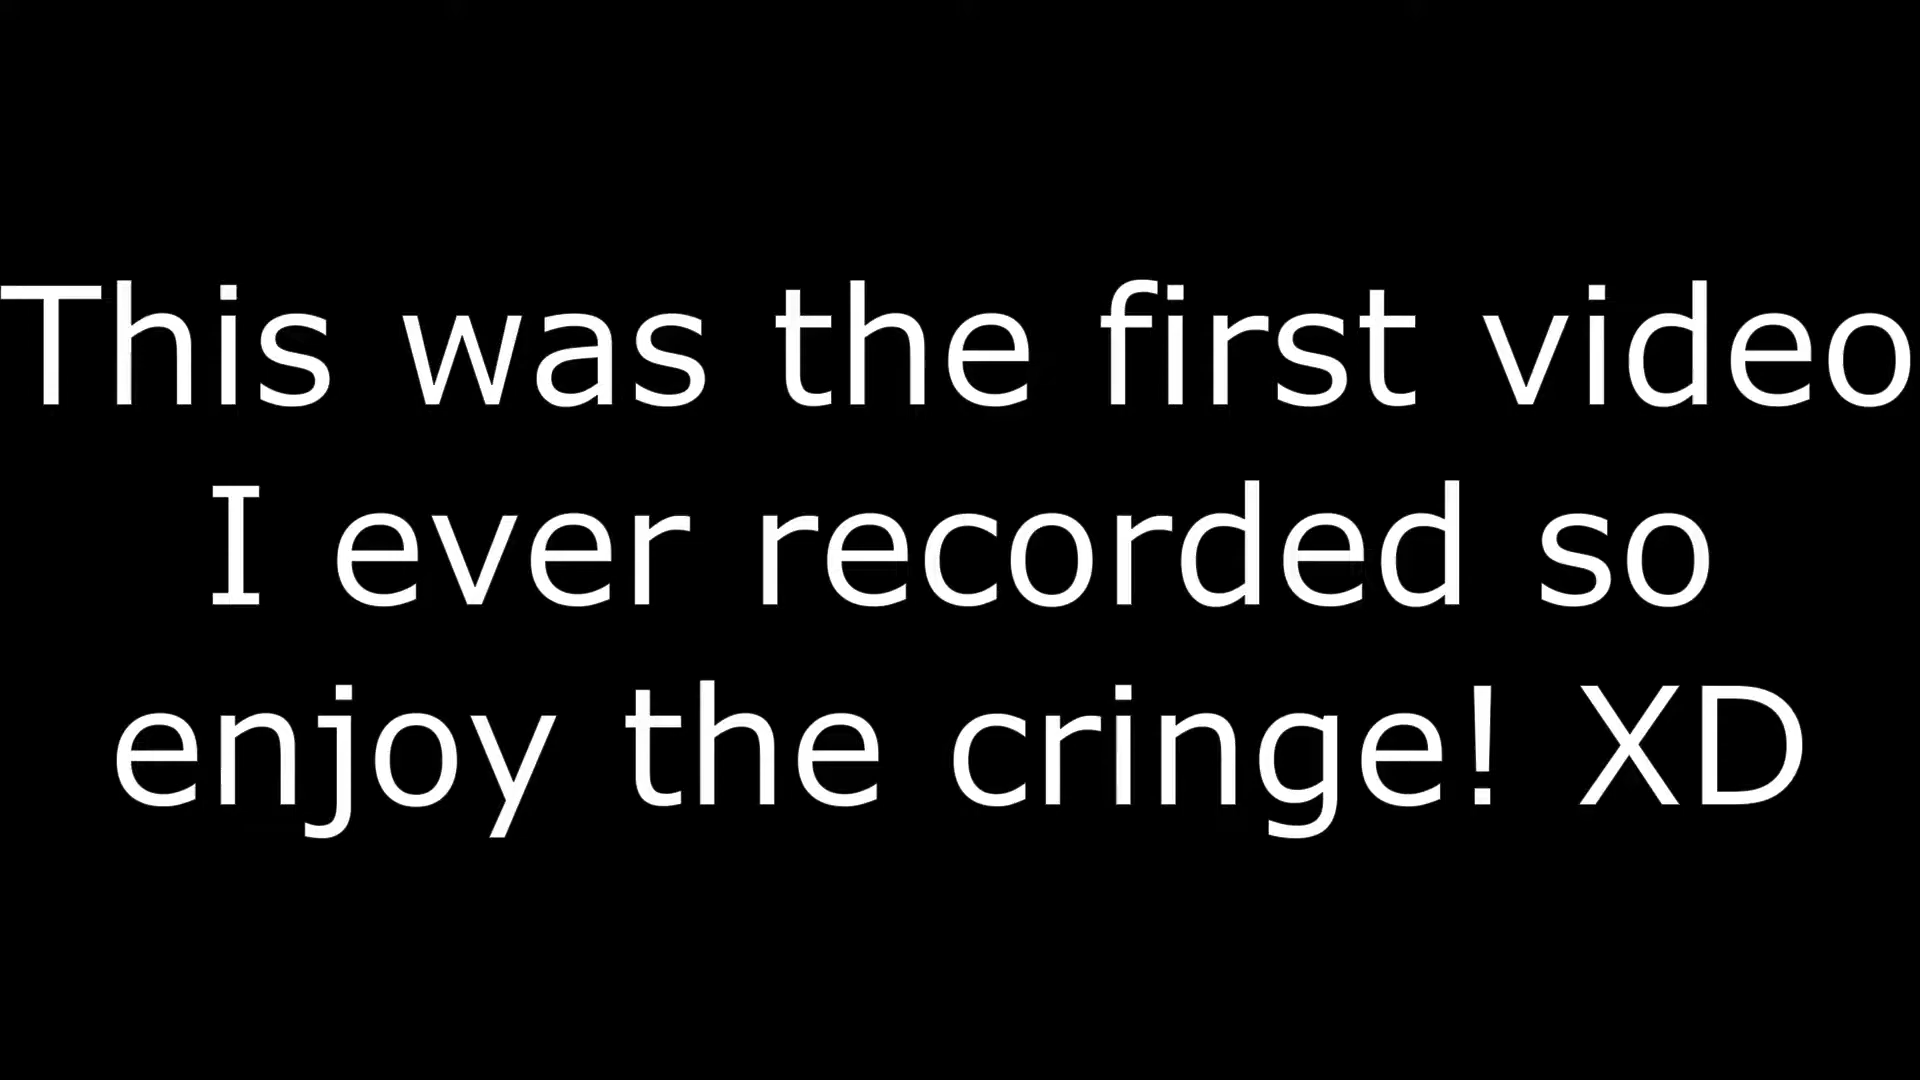 This was the first video
I ever recorded so
enjoy the cringe! XD